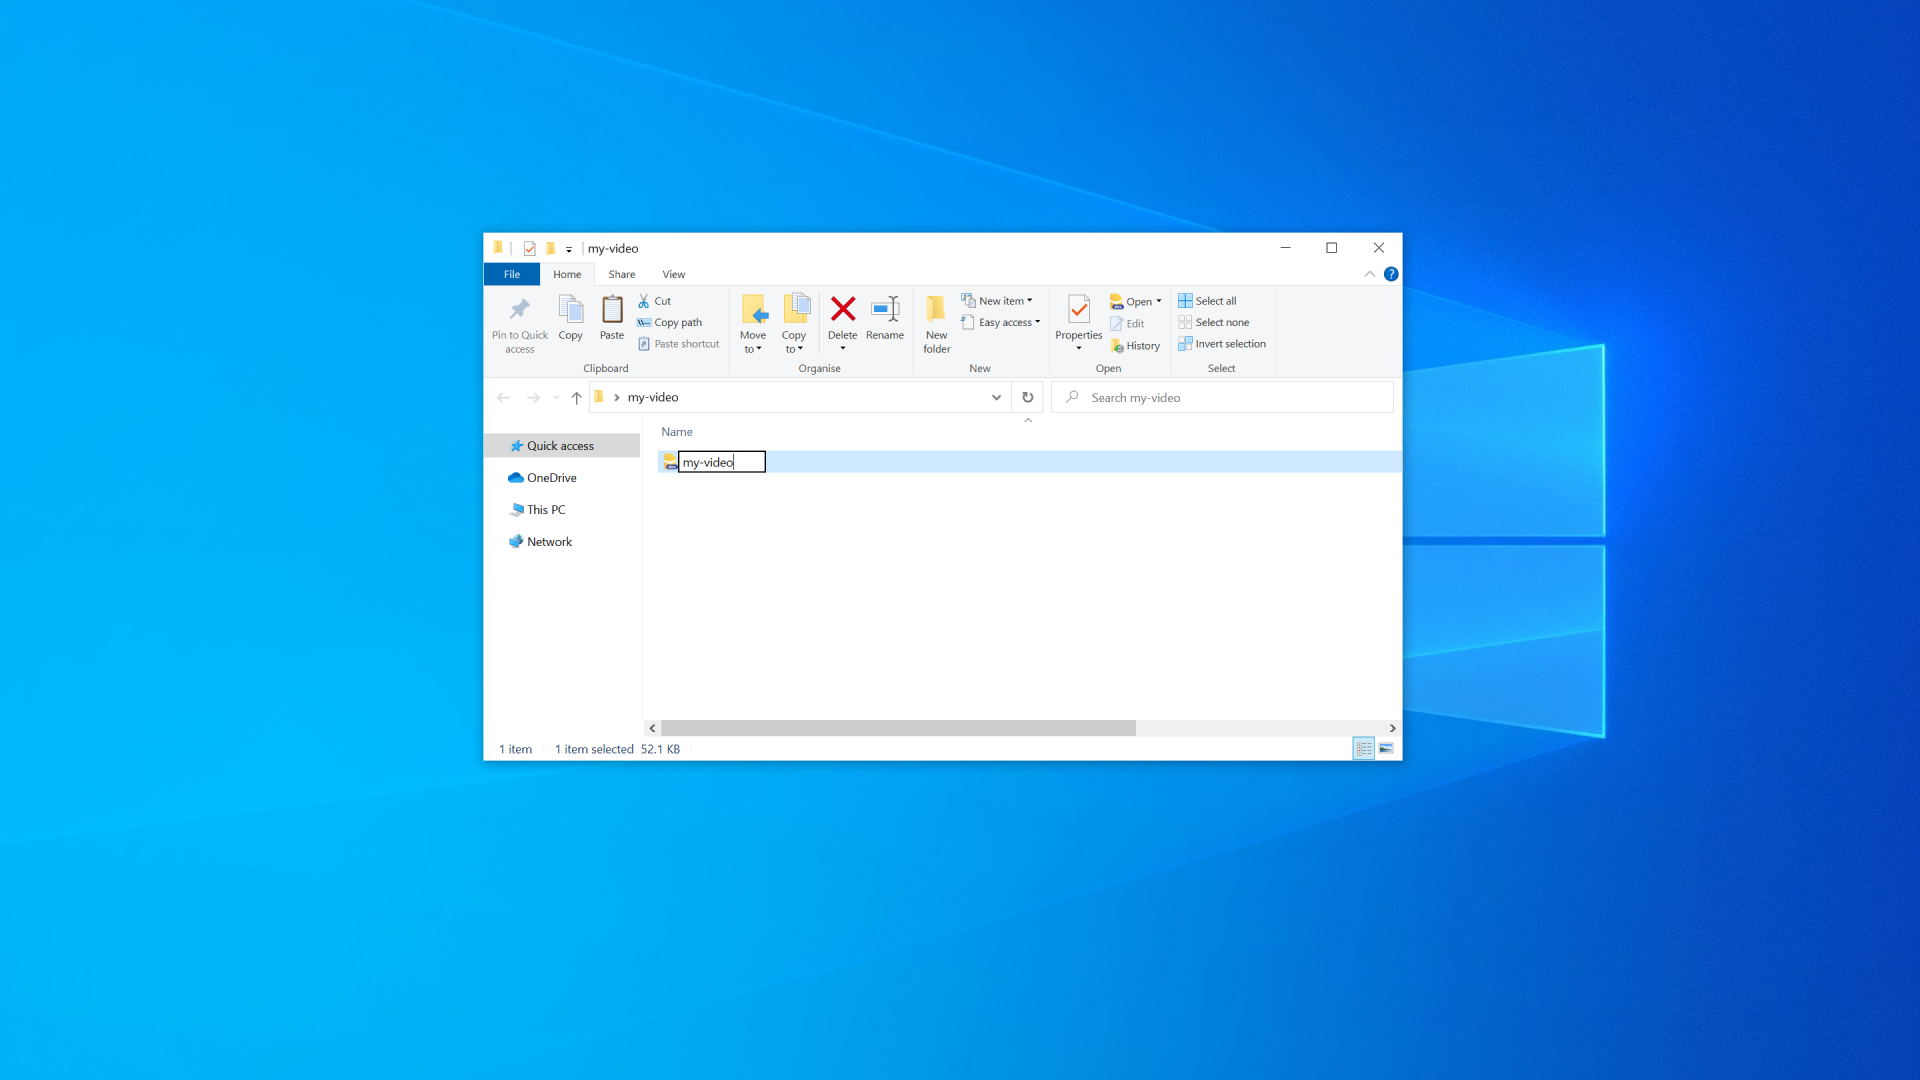 my-video
File Home Share View
?
Pin to Quick access
Copy
Paste
Cut
Copy path
Paste shortcut
Clipboard
Move to
Copy to
Delete
Rename
Organise
New folder
New item
Easy access
New
Properties
Open
Edit
History
Open
Select all
Select none
Invert selection
Select
my-video
Search my-video
Quick access
OneDrive
This PC
Network
Name
my-video
1 item 1 item selected 52.1 KB